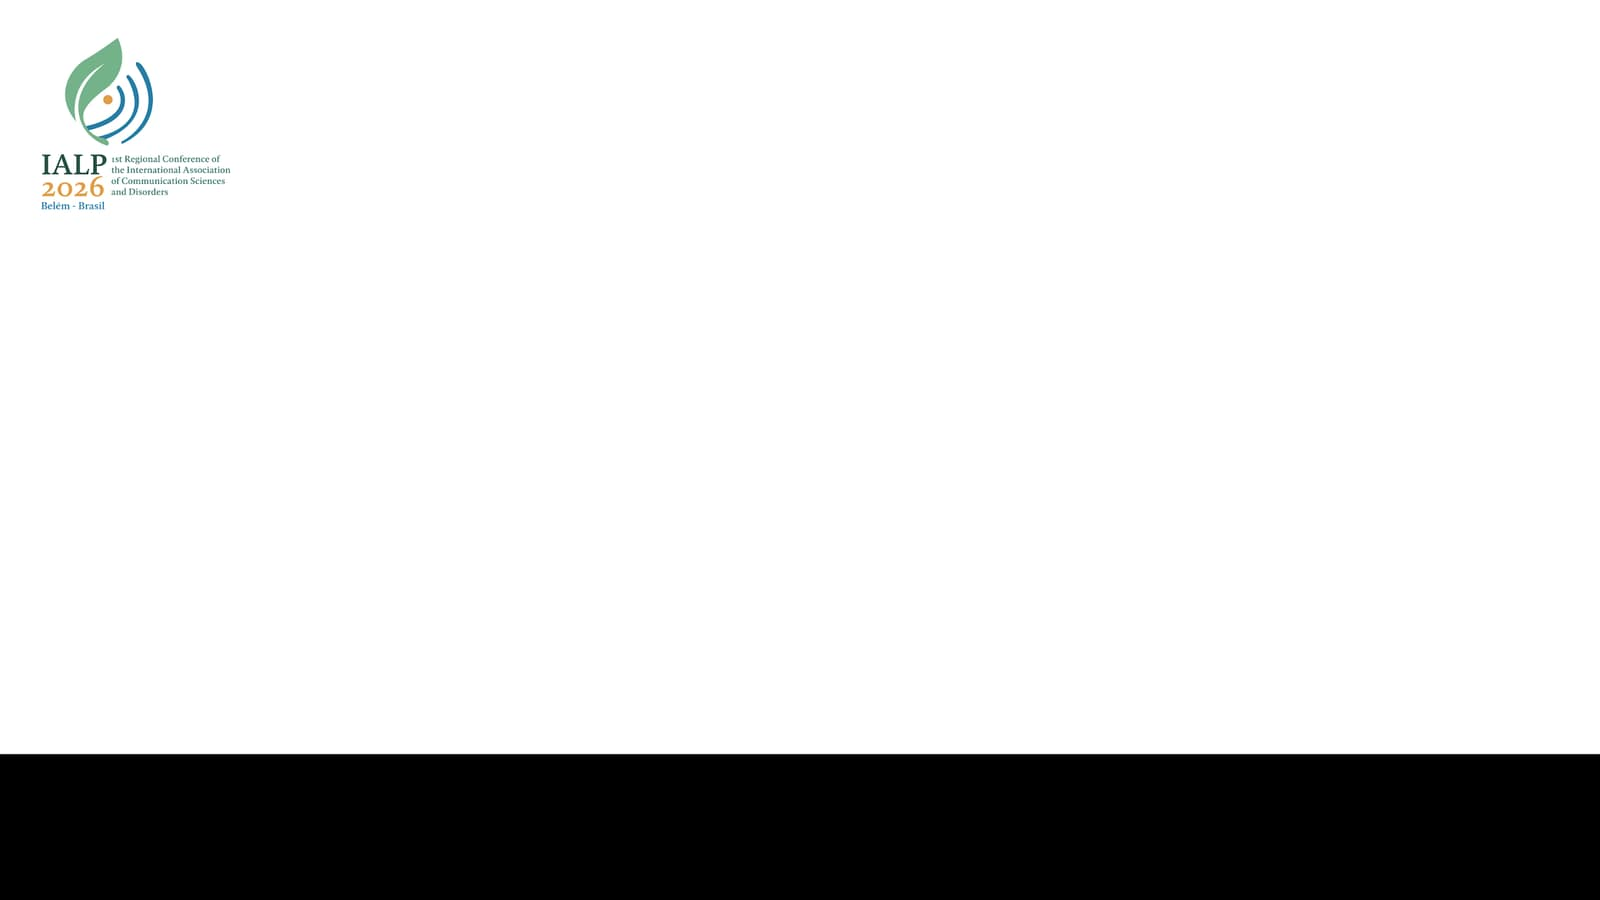 IALP
2026
Belém - Brasil
1st Regional Conference of
the International Association
of Communication Sciences
and Disorders